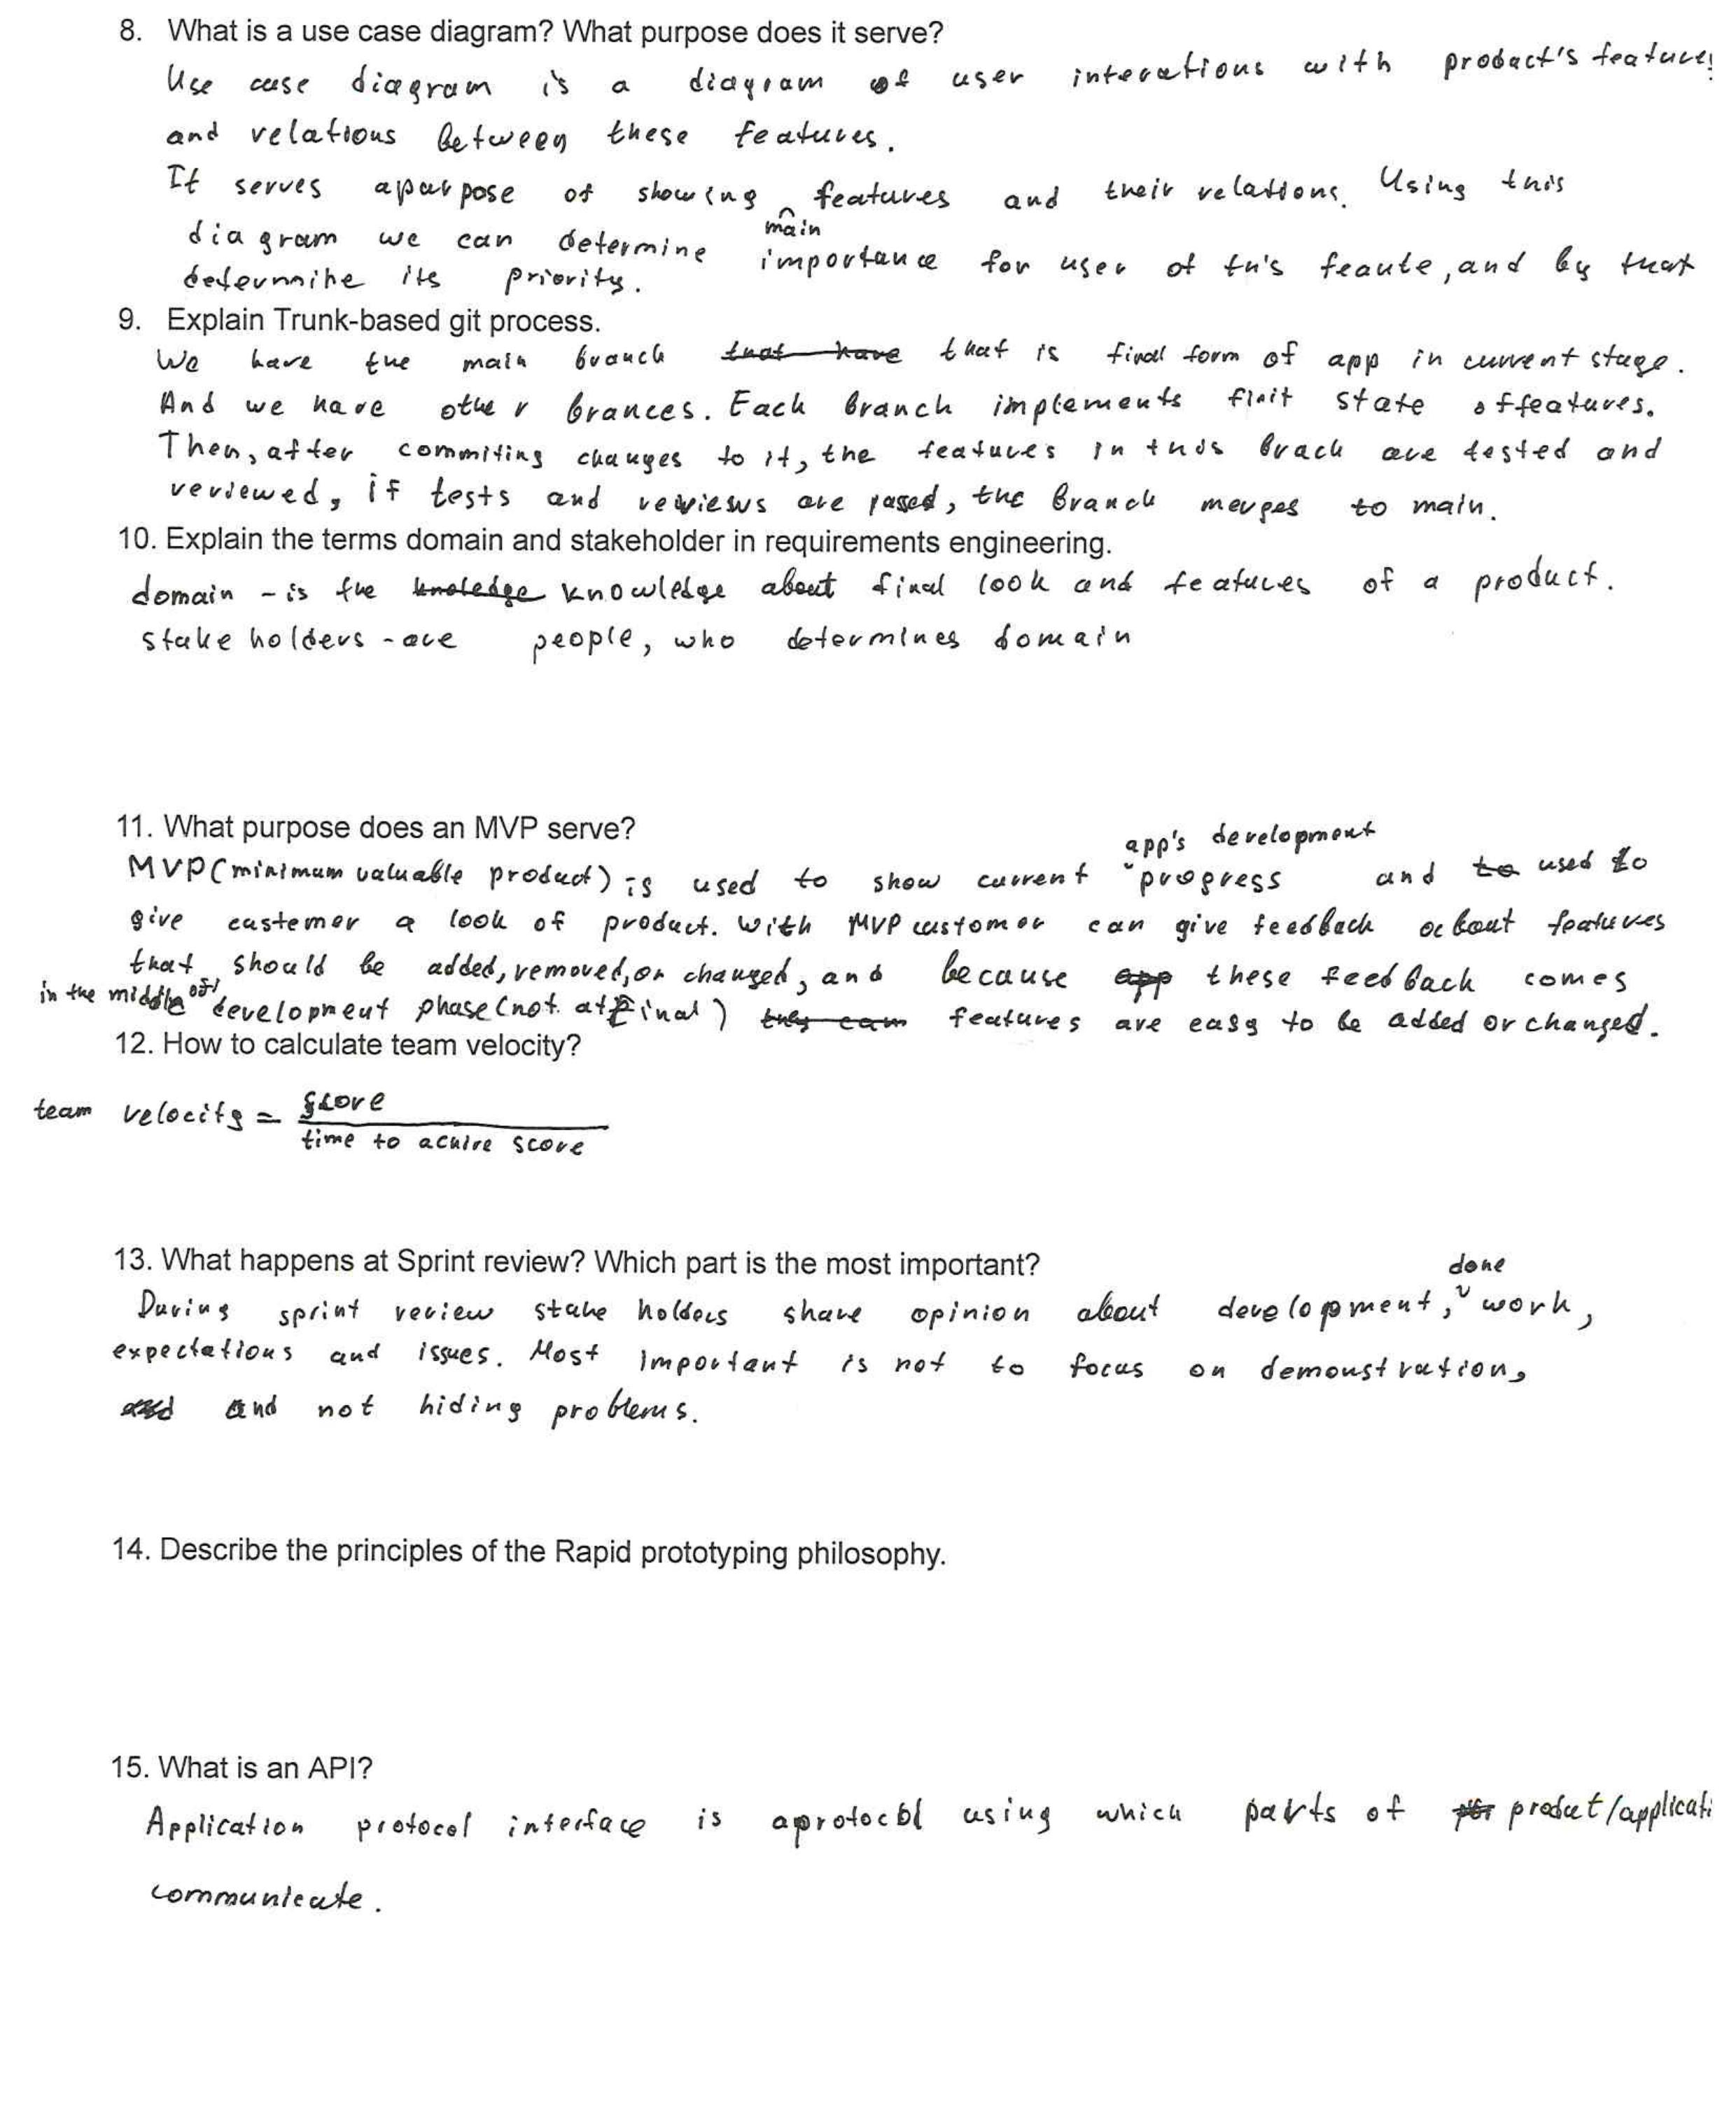 8. What is a use case diagram? What purpose does it serve?
Use case diagram is a diagram of user interations with product's features
and relations between these features.
It serves a purpose of showing main features and their relations. Using this
diagram we can determine importance for user of th's feaute, and by that
determine its priority.
9. Explain Trunk-based git process.
We have the main branch that have that is final form of app in current stage.
And we have other brances. Each branch implements state of features.
Then, after commiting changes to it, the features in this brach are tested and
reviewed, if tests and reviews are passed, the branch merges to main.
10. Explain the terms domain and stakeholder in requirements engineering.
domain - is the knoledge knowledge about final look and features of a product.
stake holders - are people, who determines domain
11. What purpose does an MVP serve?
MVP (minimum valuable product) is used to show current app's development progress and to used to
give custemer a look of product. With MVP customer can give feedback about features
that should be added, removed, or changed, and because app these feedback comes
in the middle of development phase (not at final) they can features are easy to be added or changed.
12. How to calculate team velocity?
team velocity = score
time to acuire score
13. What happens at Sprint review? Which part is the most important?
During sprint review stake holders share opinion about development, done work,
expectations and issues. Most important is not to focus on demonstration,
and and not hiding problems.
14. Describe the principles of the Rapid prototyping philosophy.
15. What is an API?
Application protocol interface is a protocol using which parts of product/applicati
communicate.